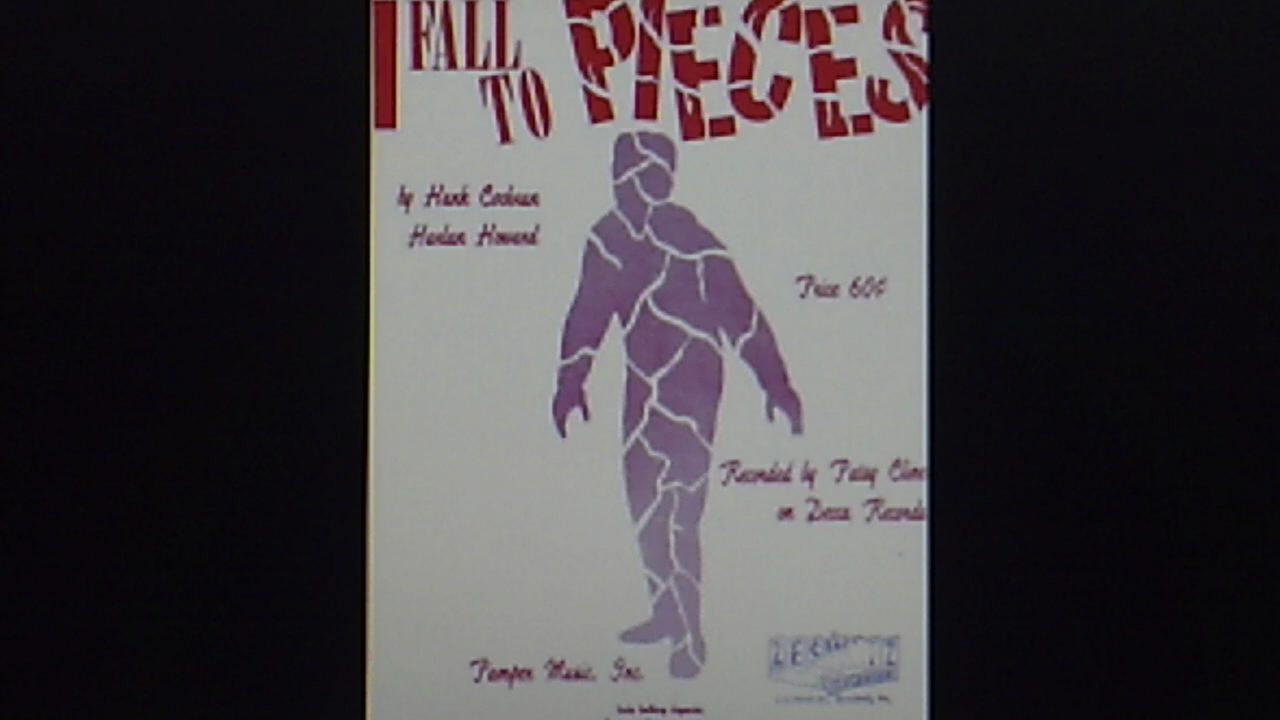 I FALL
TO PIECES
by Hank Cochran
Harlan Howard
Price 60¢
Recorded by Patsy Cline
on Decca Records
Pamper Music, Inc.